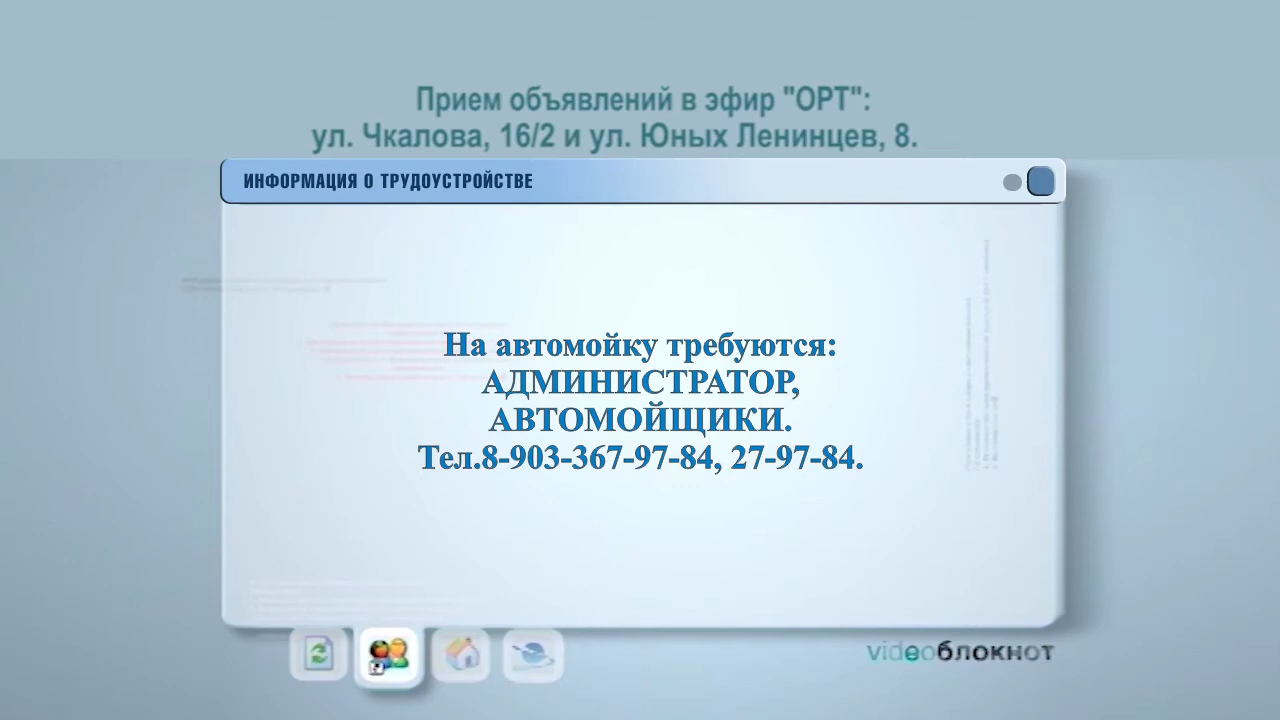 Прием объявлений в эфир "ОРТ":
ул. Чкалова, 16/2 и ул. Юных Ленинцев, 8.
ИНФОРМАЦИЯ О ТРУДОУСТРОЙСТВЕ
На автомойку требуются:
АДМИНИСТРАТОР,
АВТОМОЙЩИКИ.
Тел.8-903-367-97-84, 27-97-84.
videoблокнот